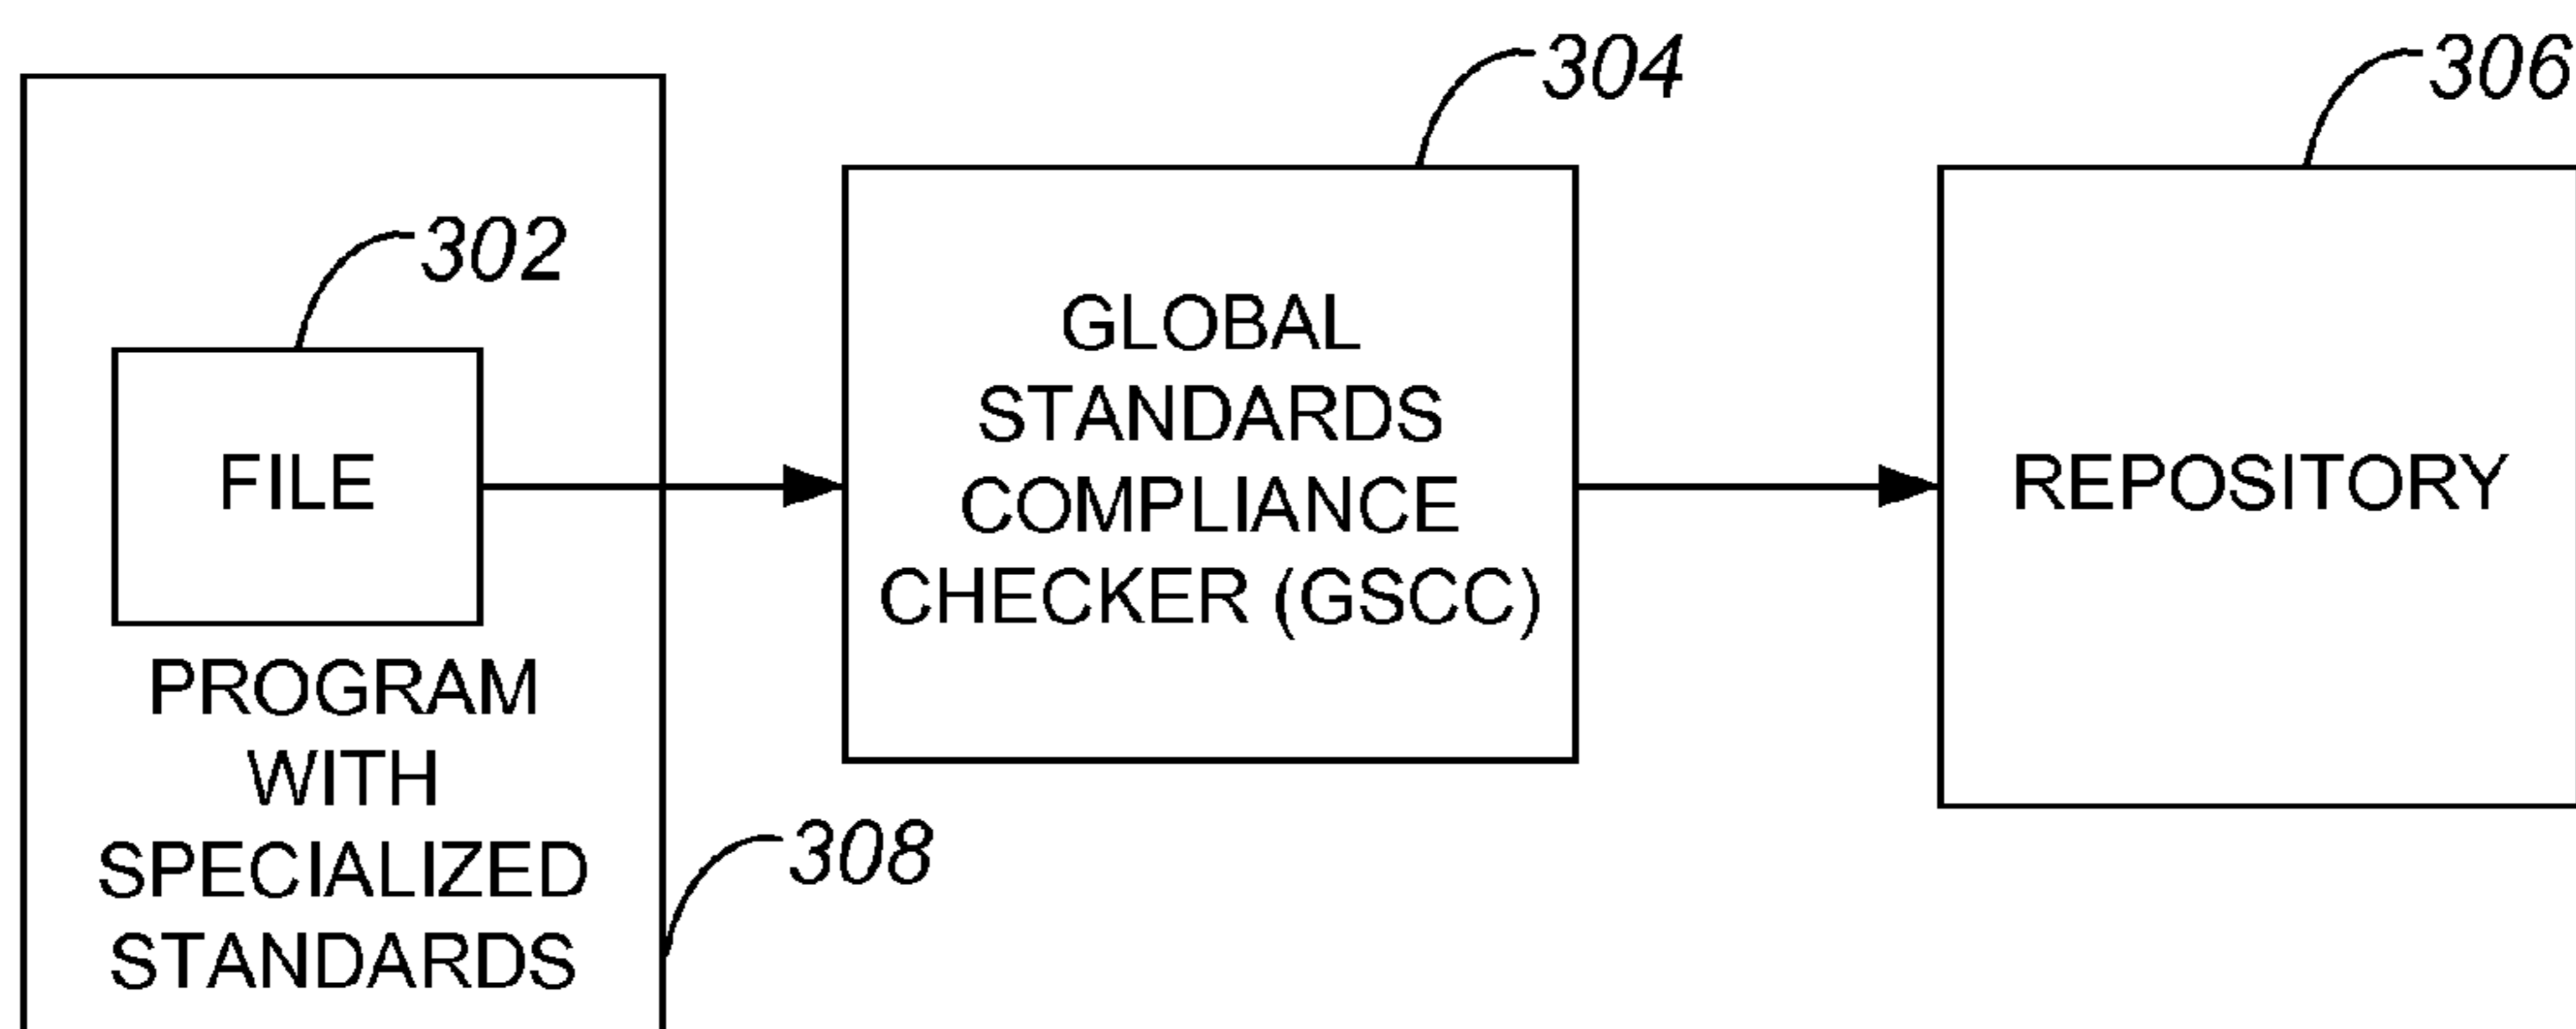 304
306
302
GLOBAL
STANDARDS
COMPLIANCE
CHECKER (GSCC)
FILE
REPOSITORY
PROGRAM
WITH
SPECIALIZED
STANDARDS
308